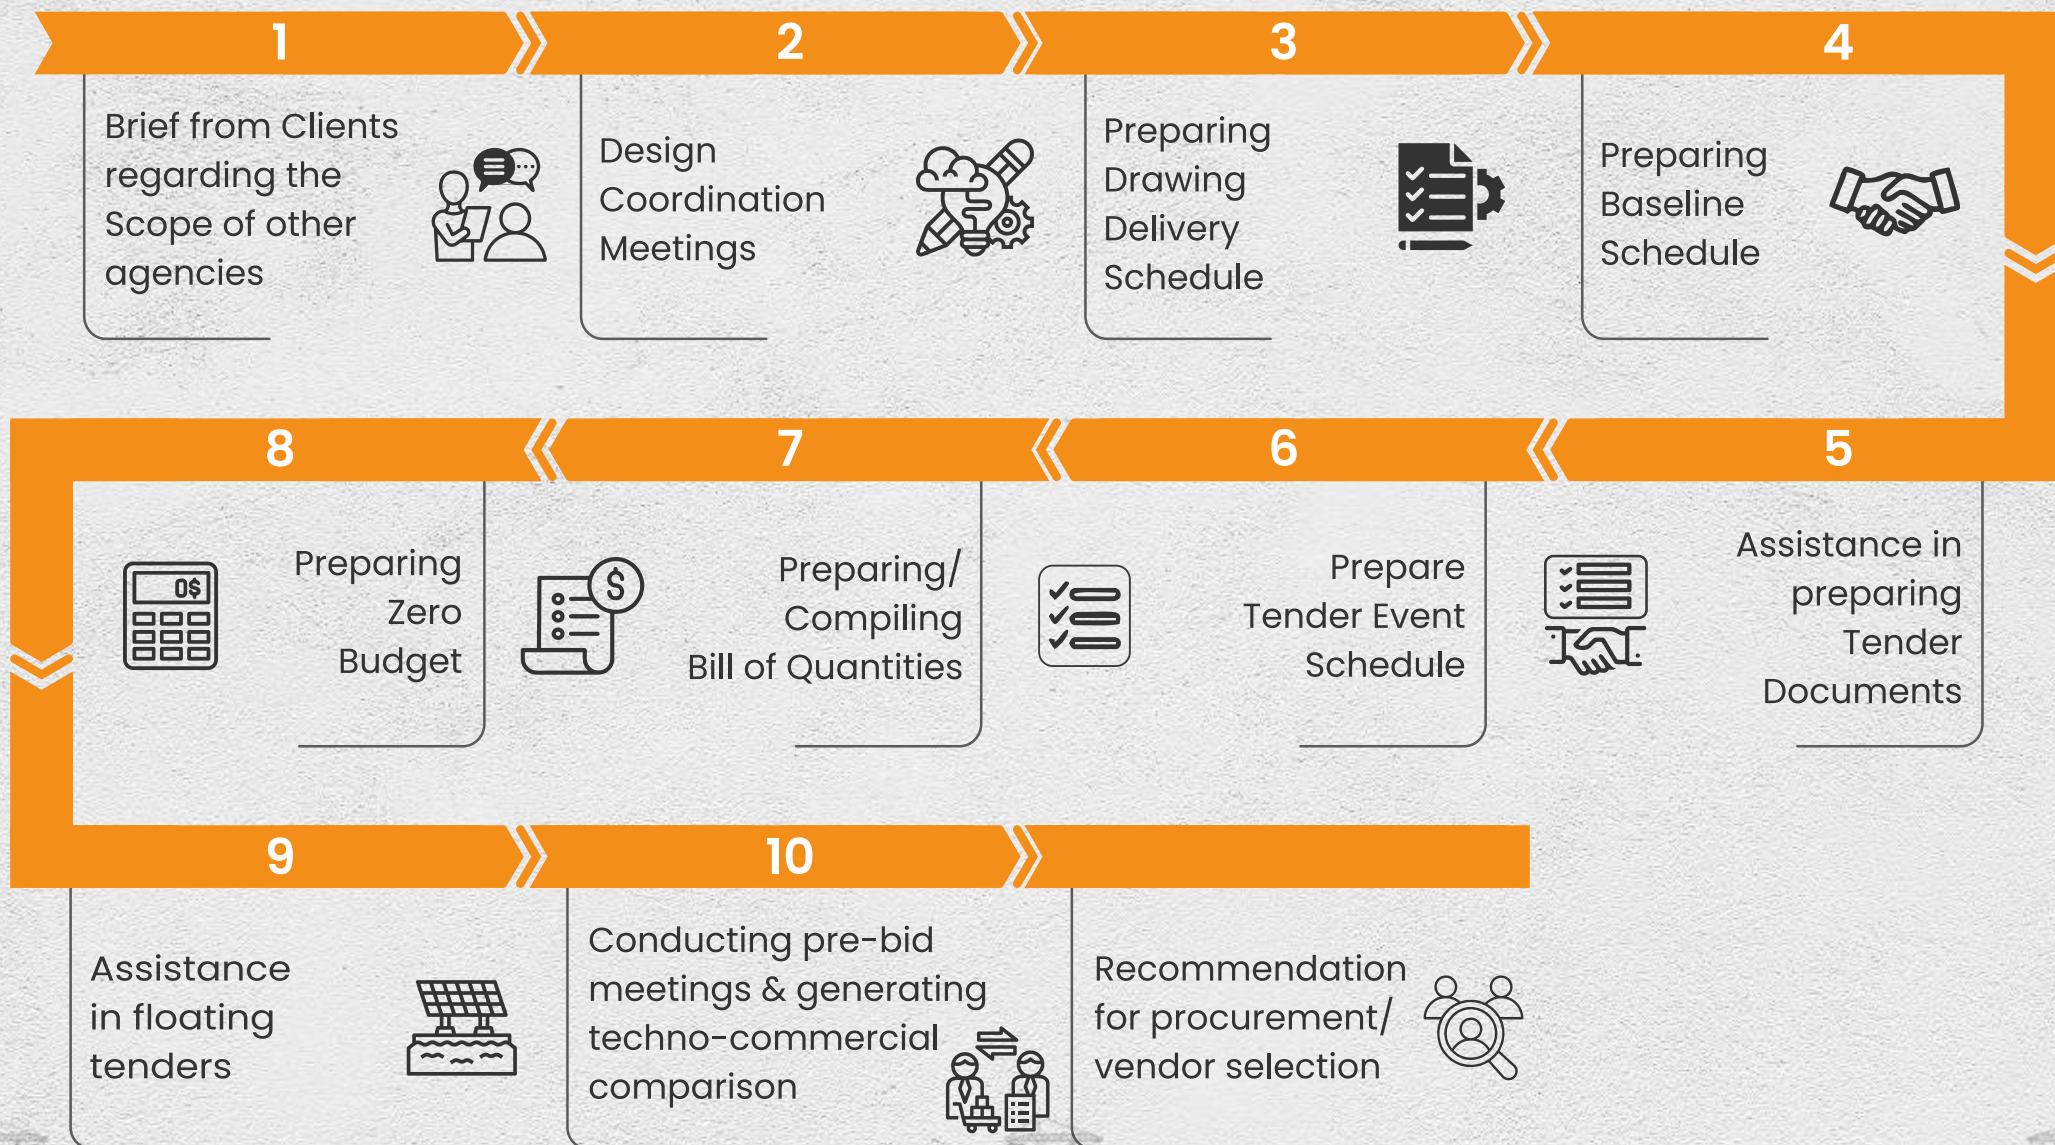 1
Brief from Clients
regarding the
Scope of other
agencies
2
Design
Coordination
Meetings
3
Preparing
Drawing
Delivery
Schedule
4
Preparing
Baseline
Schedule
5
Assistance in
preparing
Tender
Documents
6
Prepare
Tender Event
Schedule
7
Preparing/
Compiling
Bill of Quantities
$
8
Preparing
Zero
Budget
0$
9
Assistance
in floating
tenders
10
Conducting pre-bid
meetings & generating
techno-commercial
comparison
Recommendation
for procurement/
vendor selection